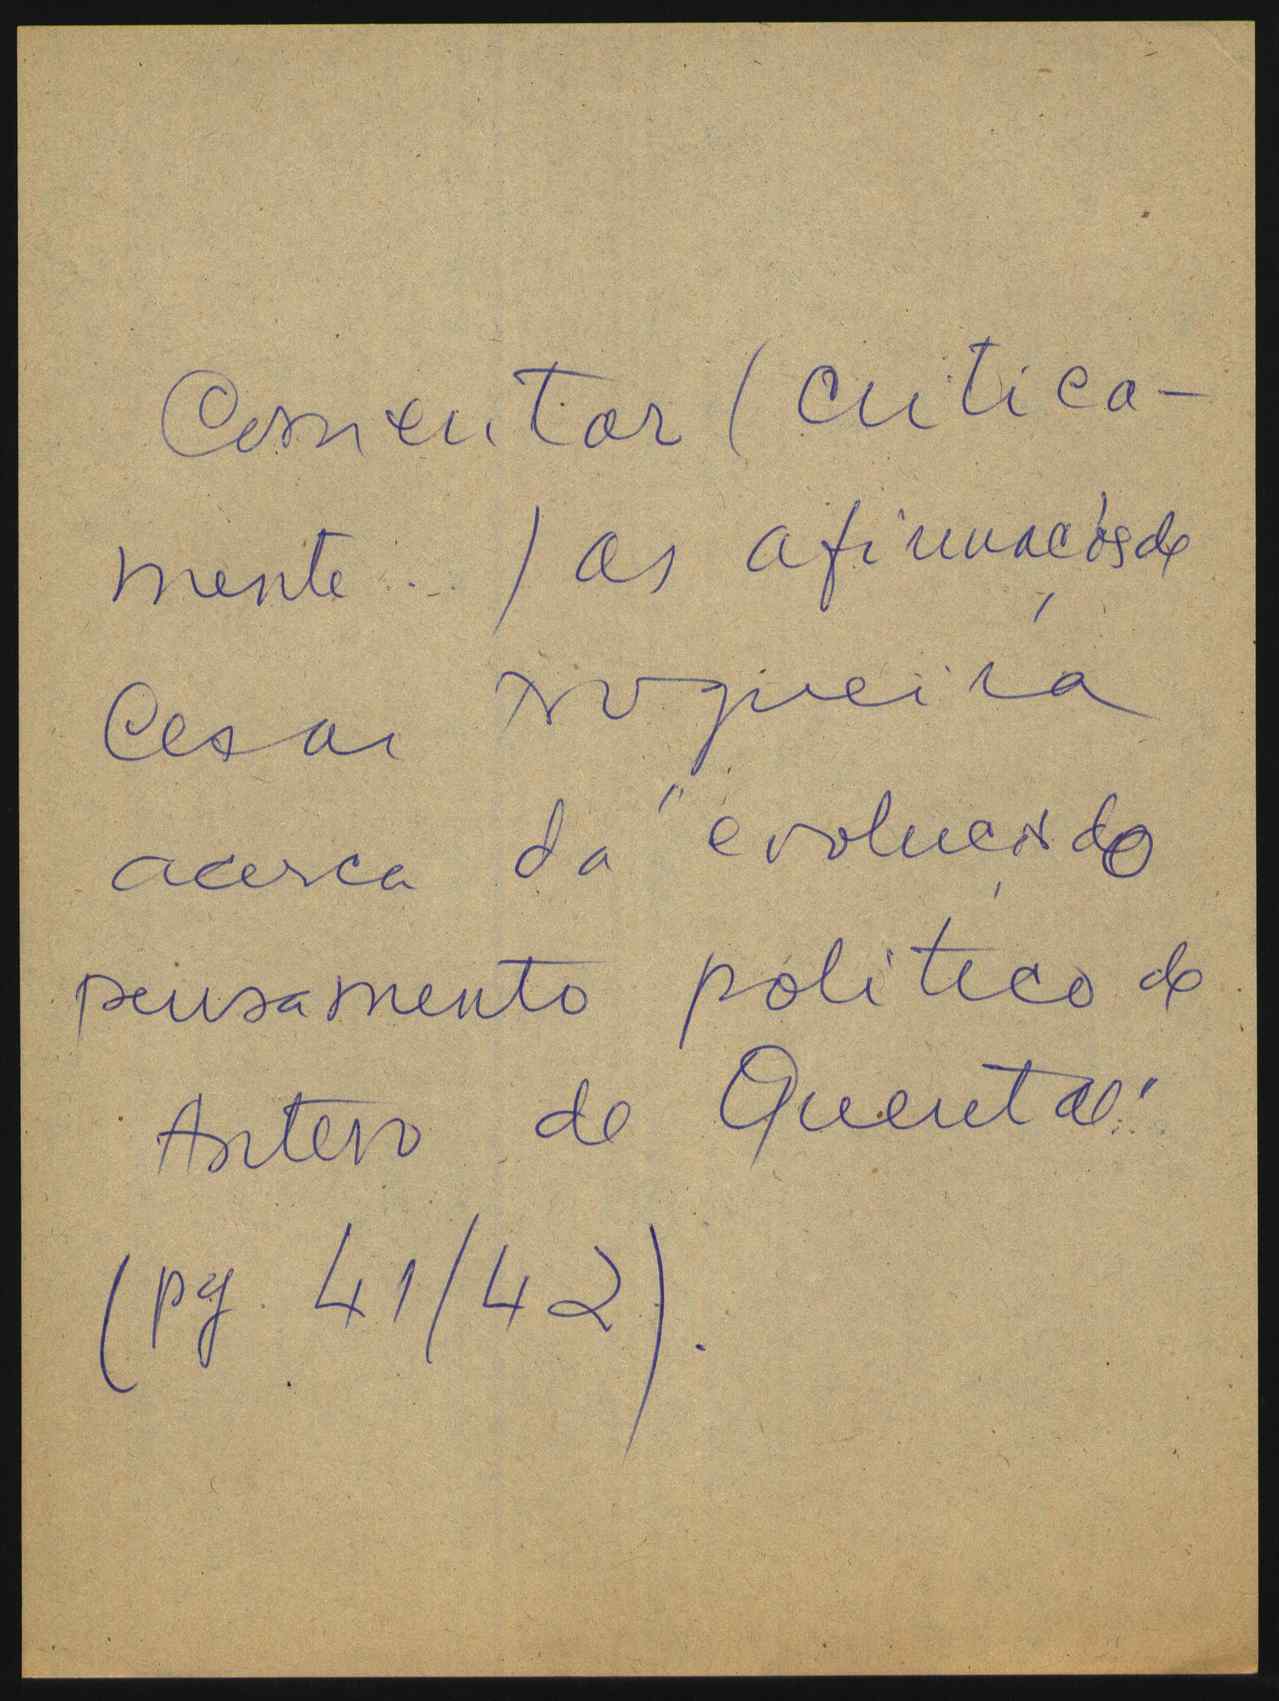 Comentar (critica-
mente...) as afirmações de
Cesar Nogueira
acerca da "evolução do
pensamento politico de
Antero de Quental"
(pg. 41/42).